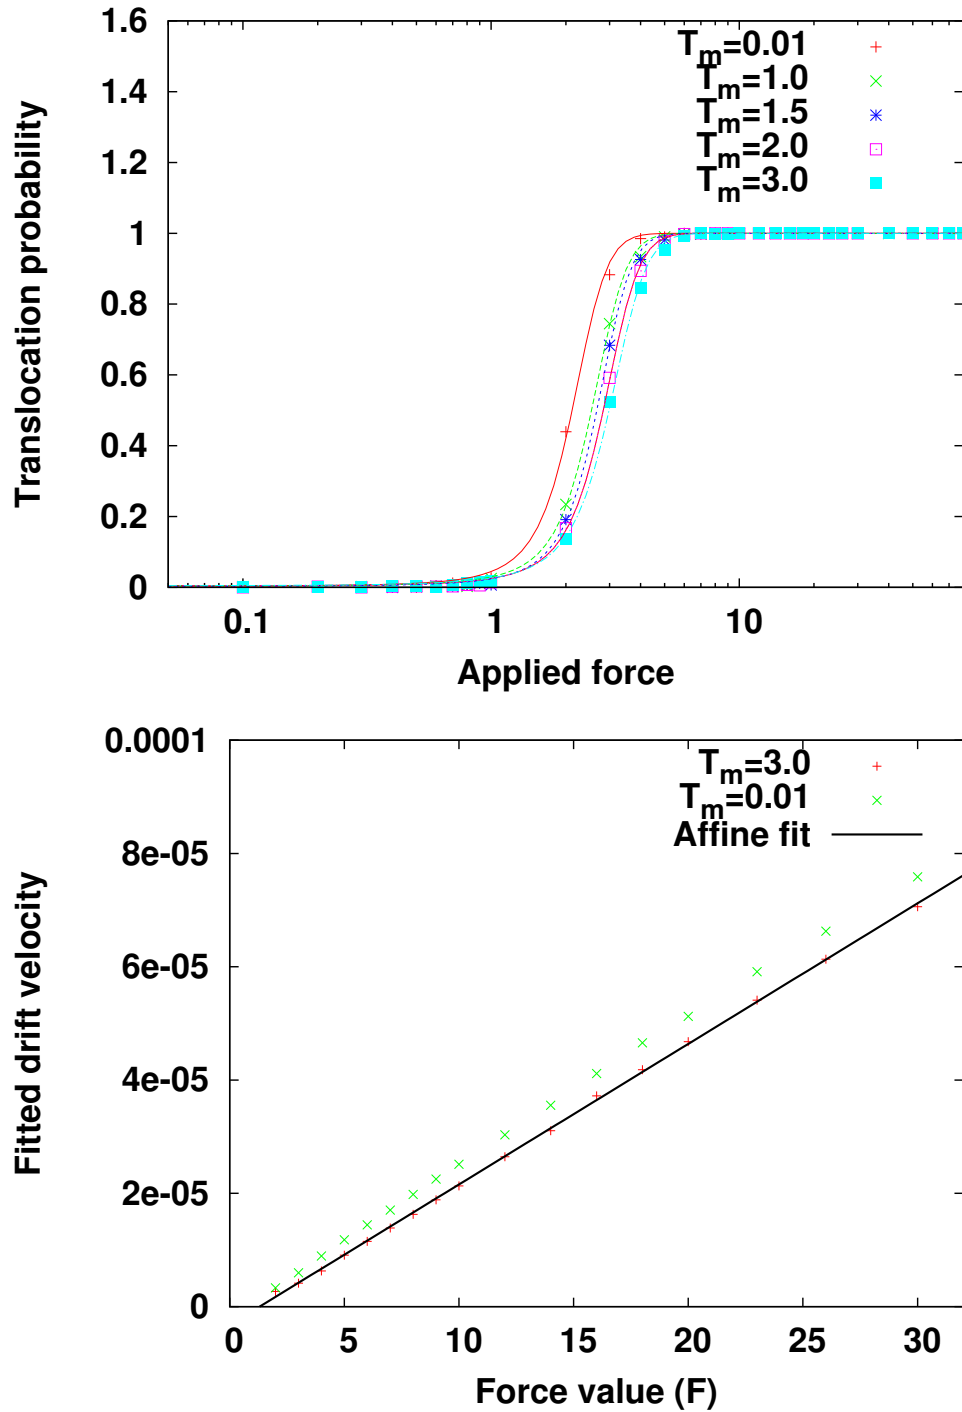 1.6
1.4
1.2
1
0.8
0.6
0.4
0.2
0
Translocation probability
T_m=0.01
T_m=1.0
T_m=1.5
T_m=2.0
T_m=3.0
0.1 1 10
Applied force
0.0001
8e-05
6e-05
4e-05
2e-05
0
Fitted drift velocity
T_m=3.0
T_m=0.01
Affine fit
0 5 10 15 20 25 30
Force value (F)